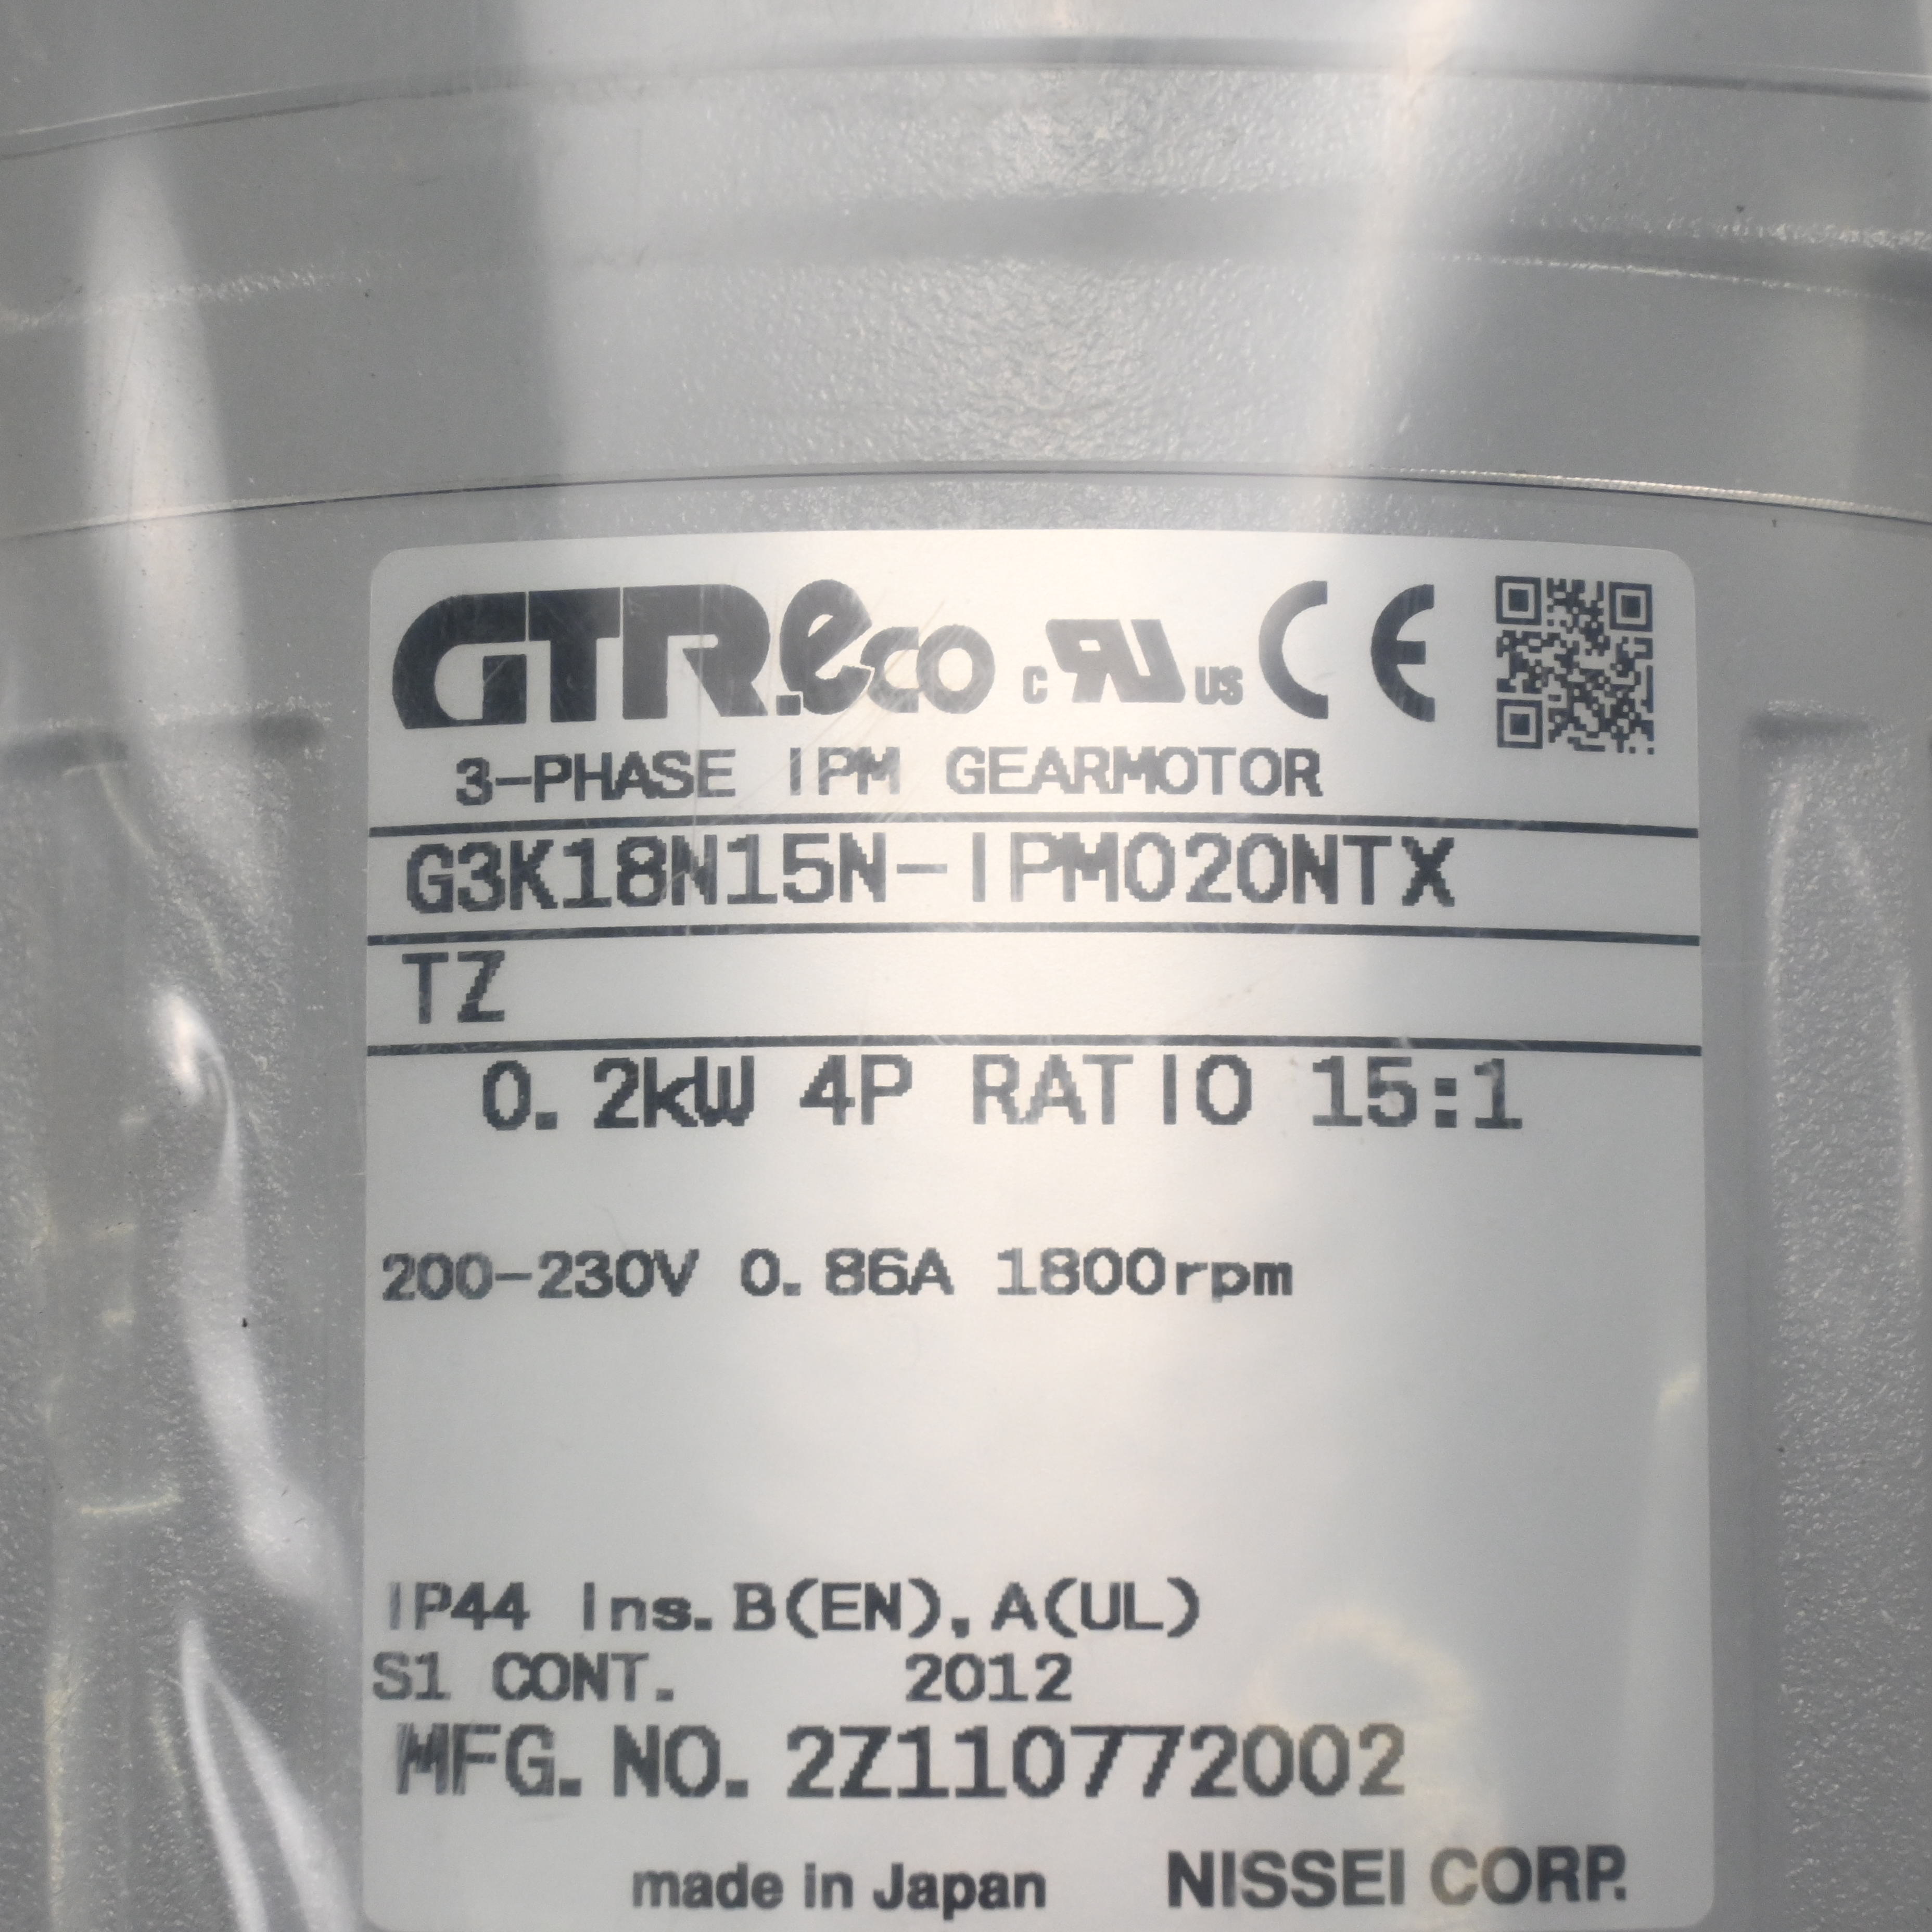 GTR.eco c RU US CE
3-PHASE IPM GEARMOTOR
G3K18N15N-IPM020NTX
TZ
0.2kW 4P RATIO 15:1
200-230V 0.86A 1800rpm
IP44 Ins.B(EN),A(UL)
S1 CONT. 2012
MFG.NO.2Z110772002
made in Japan NISSEI CORP.